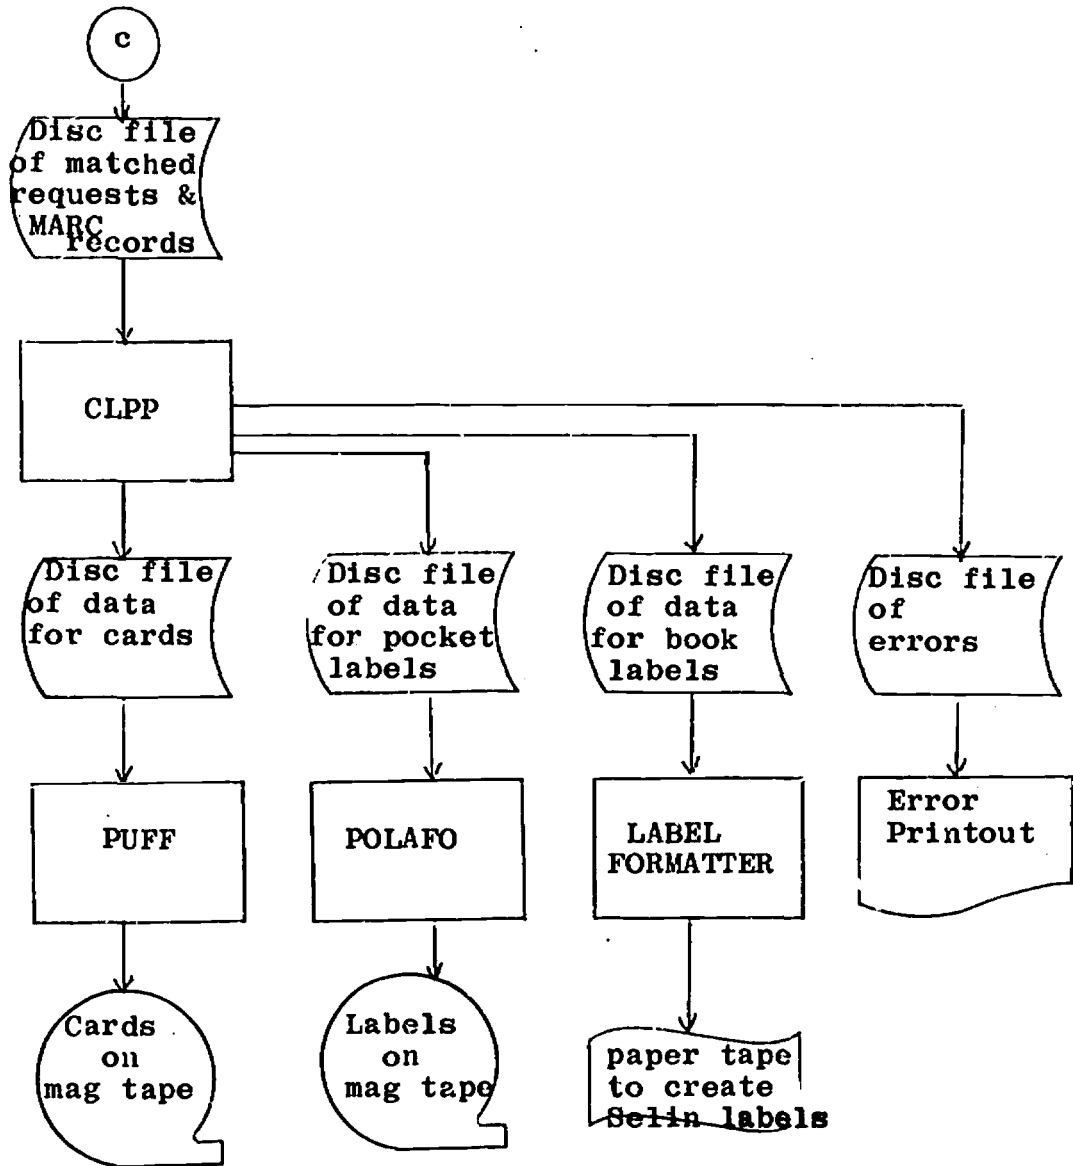 c
Disc file
of matched
requests &
MARC
records
CLPP
Disc file
of data
for cards
Disc file
of data
for pocket
labels
Disc file
of data
for book
labels
Disc file
of
errors
PUFF
POLAFO
LABEL
FORMATTER
Error
Printout
Cards
on
mag tape
Labels
on
mag tape
paper tape
to create
Selin labels